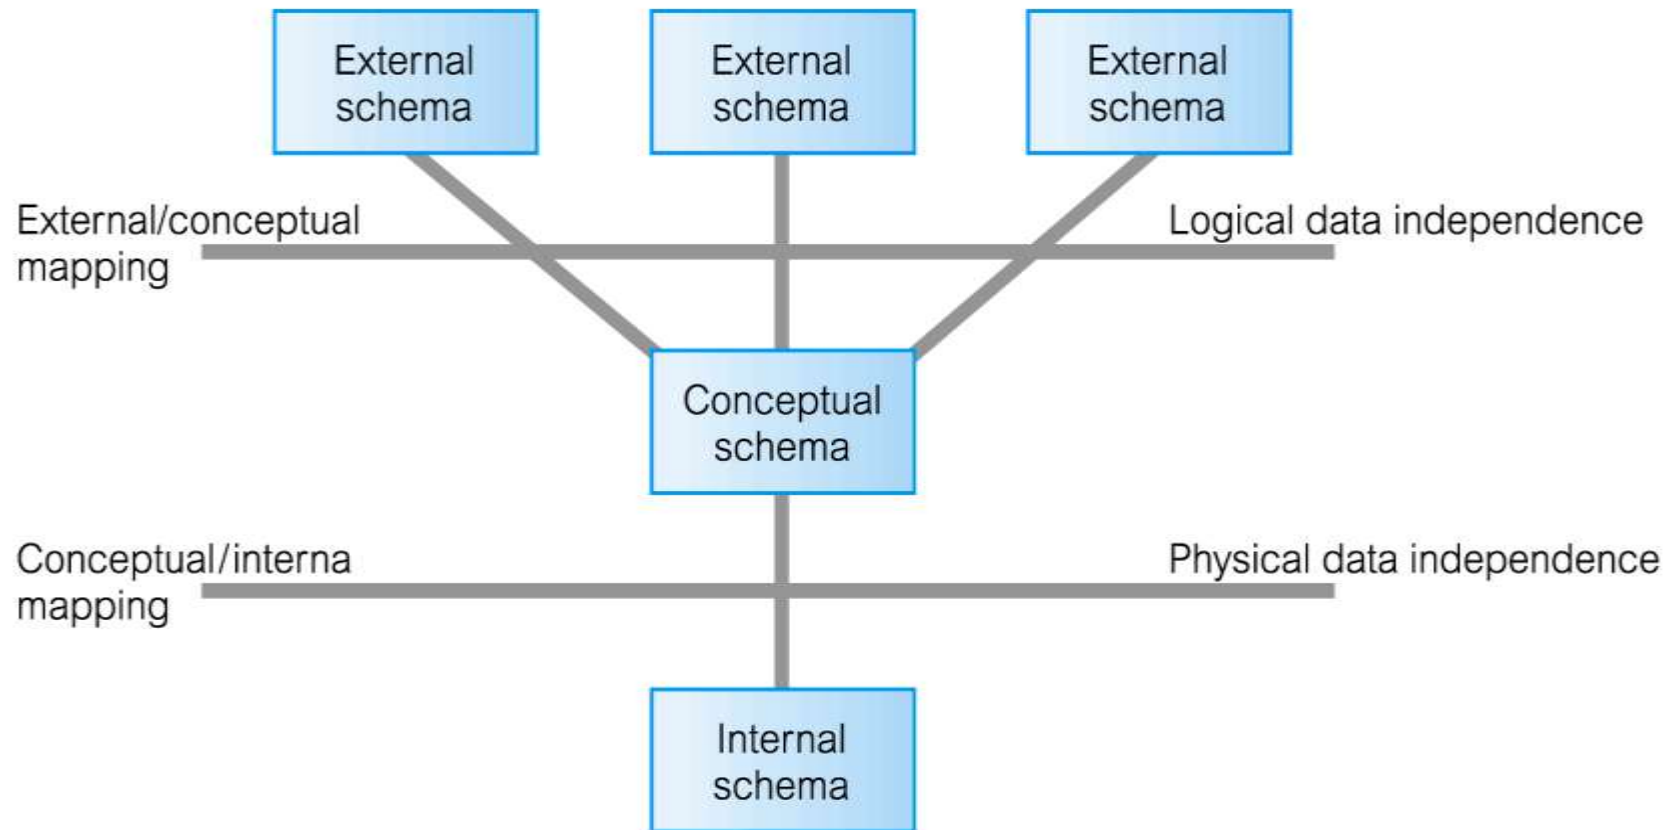 External
schema
External
schema
External
schema
External/conceptual
mapping
Logical data independence
Conceptual
schema
Conceptual/interna
mapping
Physical data independence
Internal
schema